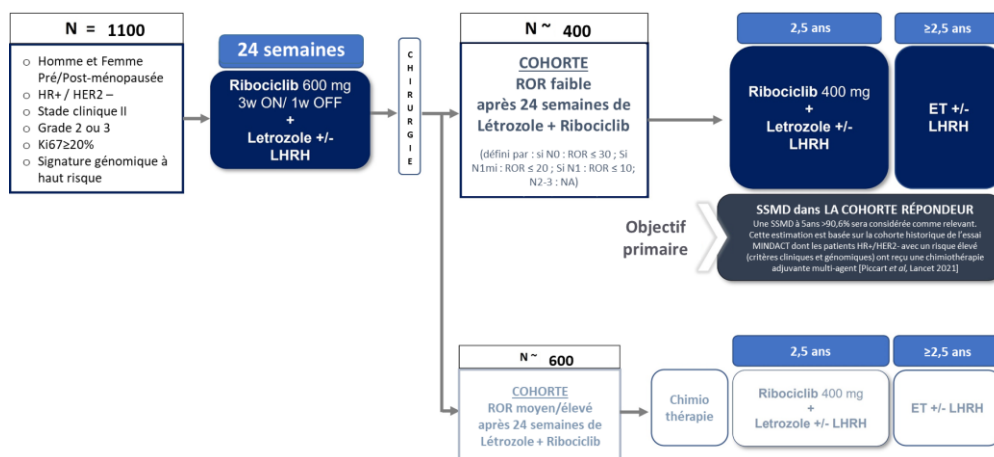 N = 1100
o Homme et Femme
Pré/Post-ménopausée
o HR+ / HER2 –
o Stade clinique II
o Grade 2 ou 3
o Ki67≥20%
o Signature génomique à
haut risque
24 semaines
Ribociclib 600 mg
3w ON/ 1w OFF
+
Letrozole +/-
LHRH
C
H
I
R
U
R
G
I
E
N ~ 400
COHORTE
ROR faible
après 24 semaines de
Létrozole + Ribociclib
(défini par : si N0 : ROR ≤ 30 ; Si
N1mi : ROR ≤ 20 ; Si N1 : ROR ≤ 10;
N2-3 : NA)
2,5 ans
Ribociclib 400 mg
+
Letrozole +/-
LHRH
≥2,5 ans
ET +/-
LHRH
Objectif
primaire
SSMD dans LA COHORTE RÉPONDEUR
Une SSMD à 5ans >90,6% sera considérée comme relevant.
Cette estimation est basée sur la cohorte historique de l'essai
MINDACT dont les patients HR+/HER2- avec un risque élevé
(critères cliniques et génomiques) ont reçu une chimiothérapie
adjuvante multi-agent [Piccart et al, Lancet 2021]
N ~ 600
COHORTE
ROR moyen/élevé
après 24 semaines de
Létrozole + Ribociclib
Chimio
thérapie
2,5 ans
Ribociclib 400 mg
+
Letrozole +/- LHRH
≥2,5 ans
ET +/- LHRH